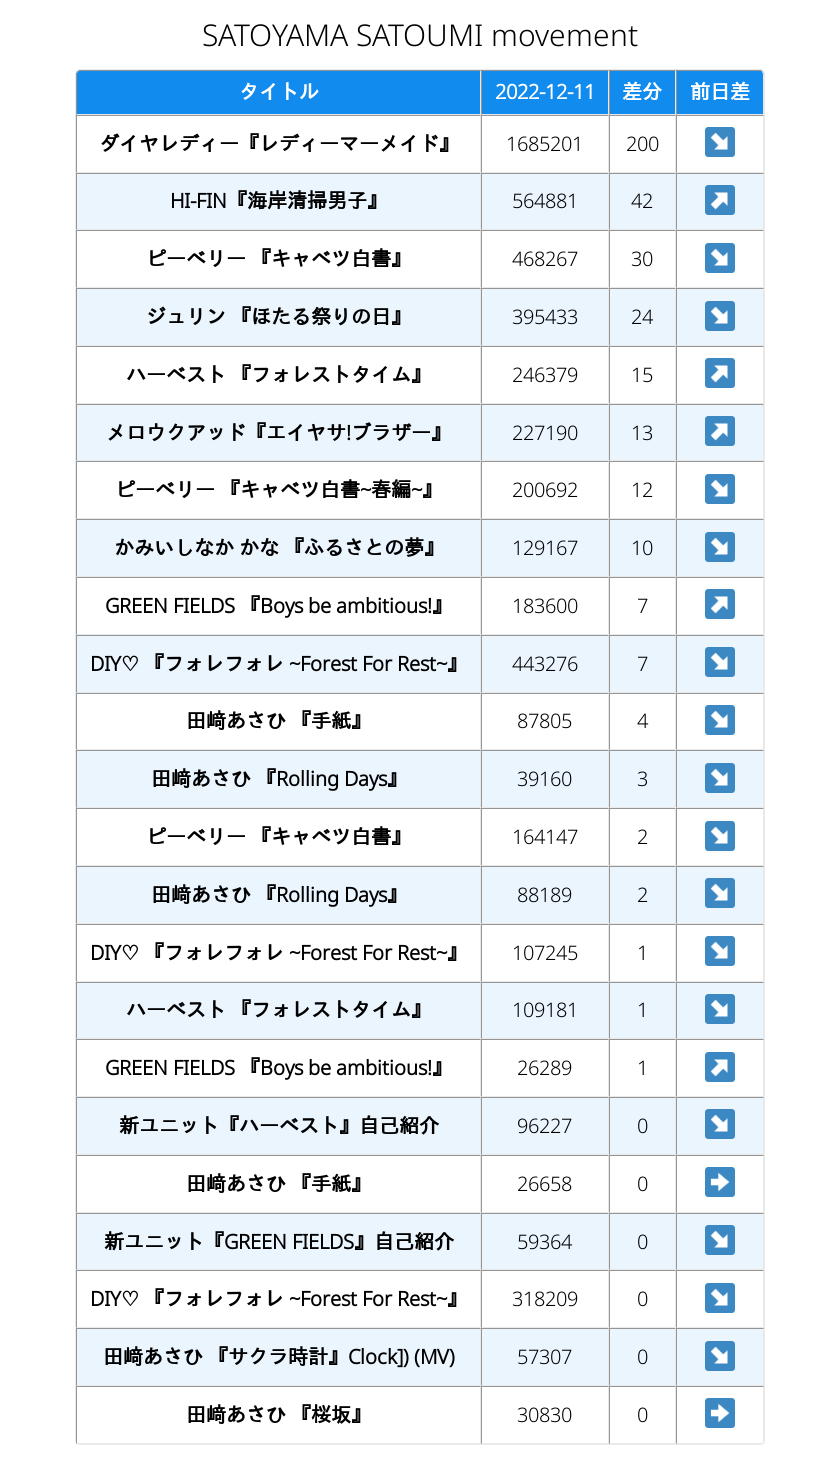 SATOYAMA SATOUMI movement
タイトル 2022-12-11 差分 前日差
ダイヤレディー『レディーマーメイド』 1685201 200
HI-FIN『海岸清掃男子』 564881 42
ピーベリー 『キャベツ白書』 468267 30
ジュリン 『ほたる祭りの日』 395433 24
ハーベスト 『フォレストタイム』 246379 15
メロウクアッド『エイヤサ!ブラザー』 227190 13
ピーベリー 『キャベツ白書~春編~』 200692 12
かみいしなか かな 『ふるさとの夢』 129167 10
GREEN FIELDS 『Boys be ambitious!』 183600 7
DIY♡ 『フォレフォレ ~Forest For Rest~』 443276 7
田﨑あさひ 『手紙』 87805 4
田﨑あさひ 『Rolling Days』 39160 3
ピーベリー 『キャベツ白書』 164147 2
田﨑あさひ 『Rolling Days』 88189 2
DIY♡ 『フォレフォレ ~Forest For Rest~』 107245 1
ハーベスト 『フォレストタイム』 109181 1
GREEN FIELDS 『Boys be ambitious!』 26289 1
新ユニット『ハーベスト』自己紹介 96227 0
田﨑あさひ 『手紙』 26658 0
新ユニット『GREEN FIELDS』自己紹介 59364 0
DIY♡ 『フォレフォレ ~Forest For Rest~』 318209 0
田﨑あさひ 『サクラ時計』Clock]) (MV) 57307 0
田﨑あさひ 『桜坂』 30830 0